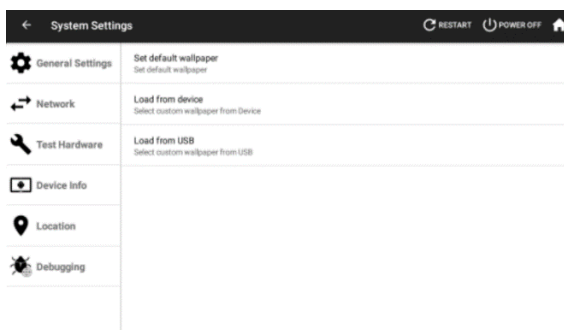 System Settings
RESTART
POWER OFF
General Settings
Network
Test Hardware
Device Info
Location
Debugging
Set default wallpaper
Set default wallpaper
Load from device
Select custom wallpaper from Device
Load from USB
Select custom wallpaper from USB